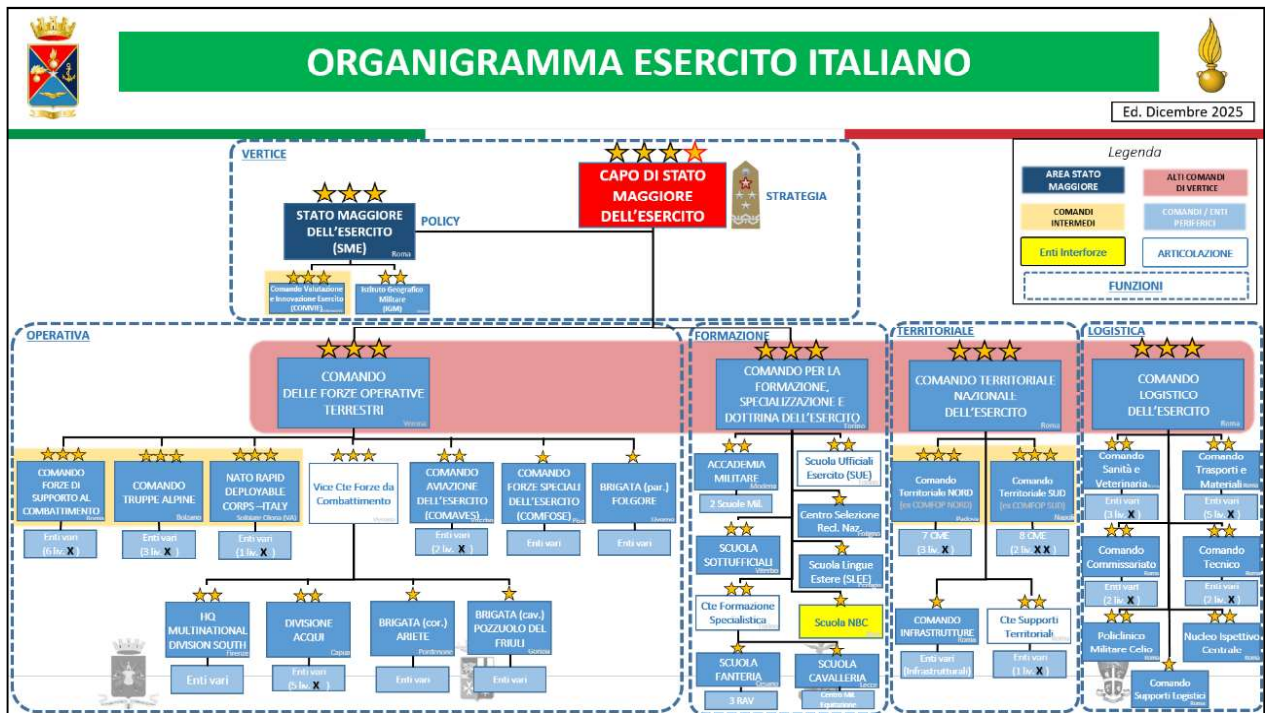 ORGANIGRAMMA ESERCITO ITALIANO
Ed. Dicembre 2025
VERTICE
CAPO DI STATO
MAGGIORE
DELL'ESERCITO
STRATEGIA
STATO MAGGIORE
DELL'ESERCITO
(SME)
Roma
POLICY
Comando Valutazione
e Innovazione Esercito
(COMVIE)
Istituto Geografico
Militare
(IGM)
Legenda
AREA STATO
MAGGIORE
ALTI COMANDI
DI VERTICE
COMANDI
INTERMEDI
COMANDI / ENTI
PERIFERICI
Enti Interforze
ARTICOLAZIONE
FUNZIONI
OPERATIVA
COMANDO
DELLE FORZE OPERATIVE
TERRESTRI
Verona
COMANDO
FORZE DI
SUPPORTO AL
COMBATTIMENTO
Roma
Enti vari
(6 liv. X )
COMANDO
TRUPPE ALPINE
Bolzano
Enti vari
(3 liv. X )
NATO RAPID
DEPLOYABLE
CORPS –ITALY
Solbiate Olona (VA)
Enti vari
(1 liv. X )
Vice Cte Forze da
Combattimento
Verona
COMANDO
AVIAZIONE
DELL'ESERCITO
(COMAVES)
Viterbo
Enti vari
(2 liv. X )
COMANDO
FORZE SPECIALI
DELL'ESERCITO
(COMFOSE)
Pisa
Enti vari
BRIGATA (par.)
FOLGORE
Livorno
Enti vari
HQ
MULTINATIONAL
DIVISION SOUTH
Firenze
Enti vari
DIVISIONE
ACQUI
Capua
Enti vari
(5 liv. X )
BRIGATA (cor.)
ARIETE
Pordenone
Enti vari
BRIGATA (cav.)
POZZUOLO DEL
FRIULI
Gorizia
Enti vari
FORMAZIONE
COMANDO PER LA
FORMAZIONE,
SPECIALIZZAZIONE E
DOTTRINA DELL'ESERCITO
Torino
ACCADEMIA
MILITARE
Modena
2 Scuole Mil.
Scuola Ufficiali
Esercito (SUE)
Centro Selezione
Recl. Naz.
Foligno
SCUOLA
SOTTUFFICIALI
Viterbo
Scuola Lingue
Estere (SLEE)
Perugia
Cte Formazione
Specialistica
Scuola NBC
SCUOLA
FANTERIA
Cesano
3 RAV
SCUOLA
CAVALLERIA
Lecce
Centro Mil.
Equitazione
TERRITORIALE
COMANDO TERRITORIALE
NAZIONALE
DELL'ESERCITO
Roma
Comando
Territoriale NORD
(ex COMFOP NORD)
Padova
7 CME
(3 liv. X )
Comando
Territoriale SUD
(ex COMFOP SUD)
Napoli
8 CME
(2 liv. X X )
COMANDO
INFRASTRUTTURE
Roma
Enti vari
(Infrastrutturali)
Cte Supporti
Territoriali
Enti vari
(1 liv. X )
LOGISTICA
COMANDO
LOGISTICO
DELL'ESERCITO
Roma
Comando
Sanità e
Veterinaria
Enti vari
(3 liv. X )
Comando
Trasporti e
Materiali
Roma
Enti vari
(5 liv. X )
Comando
Commissariato
Roma
Enti vari
(2 liv. X )
Comando
Tecnico
Roma
Enti vari
(2 liv. X )
Policlinico
Militare Celio
Roma
Nucleo Ispettivo
Centrale
Roma
Comando
Supporti Logistici
Roma